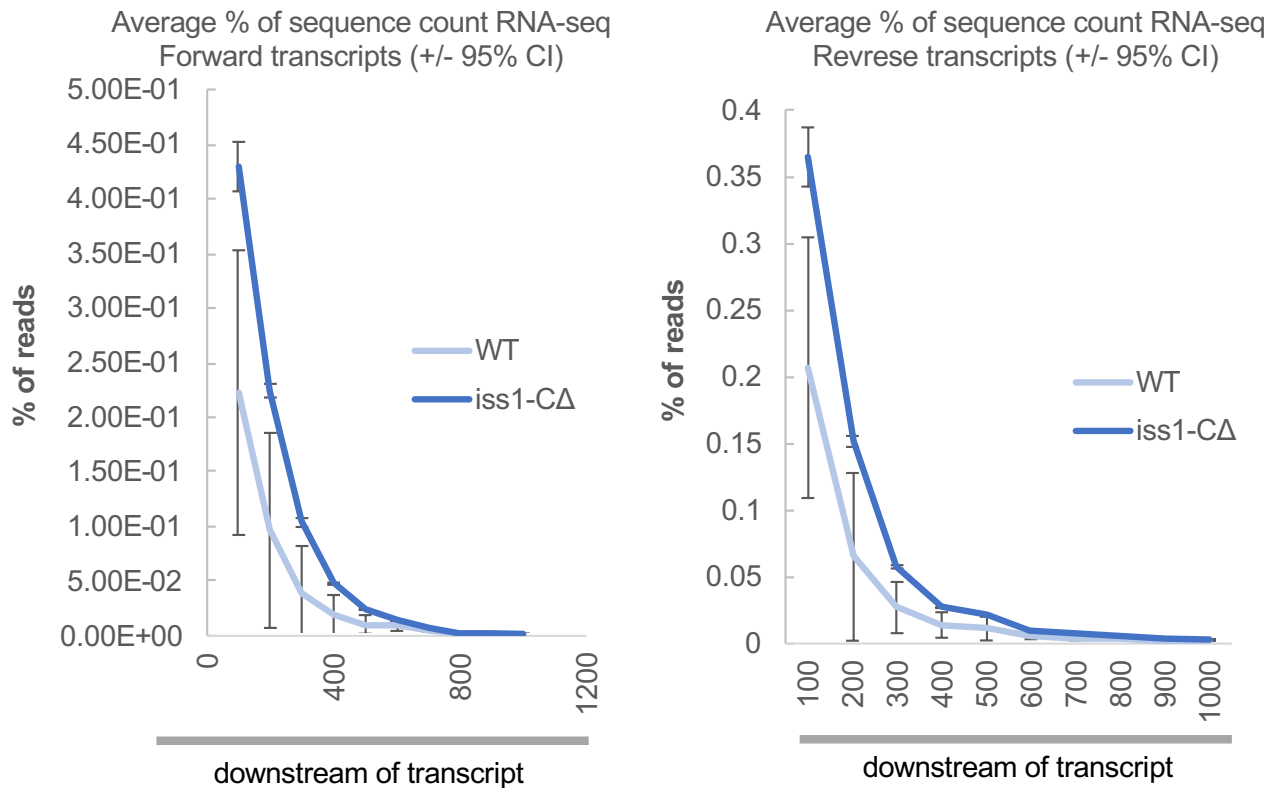 Average % of sequence count RNA-seq
Forward transcripts (+/- 95% CI)
5.00E-01
4.50E-01
4.00E-01
3.50E-01
3.00E-01
2.50E-01
2.00E-01
1.50E-01
1.00E-01
5.00E-02
0.00E+00
% of reads
WT
iss1-CΔ
0
400
800
1200
downstream of transcript
Average % of sequence count RNA-seq
Revrese transcripts (+/- 95% CI)
0.4
0.35
0.3
0.25
0.2
0.15
0.1
0.05
0
% of reads
WT
iss1-CΔ
100
200
300
400
500
600
700
800
900
1000
downstream of transcript